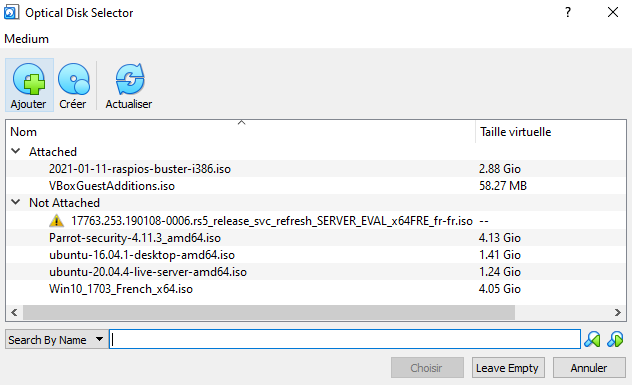 Optical Disk Selector
?
Medium
Ajouter Créer Actualiser
Nom Taille virtuelle
Attached
2021-01-11-raspios-buster-i386.iso 2.88 Gio
VBoxGuestAdditions.iso 58.27 MB
Not Attached
17763.253.190108-0006.rs5_release_svc_refresh_SERVER_EVAL_x64FRE_fr-fr.iso --
Parrot-security-4.11.3_amd64.iso 4.13 Gio
ubuntu-16.04.1-desktop-amd64.iso 1.41 Gio
ubuntu-20.04.4-live-server-amd64.iso 1.24 Gio
Win10_1703_French_x64.iso 4.05 Gio
Search By Name
Choisir Leave Empty Annuler